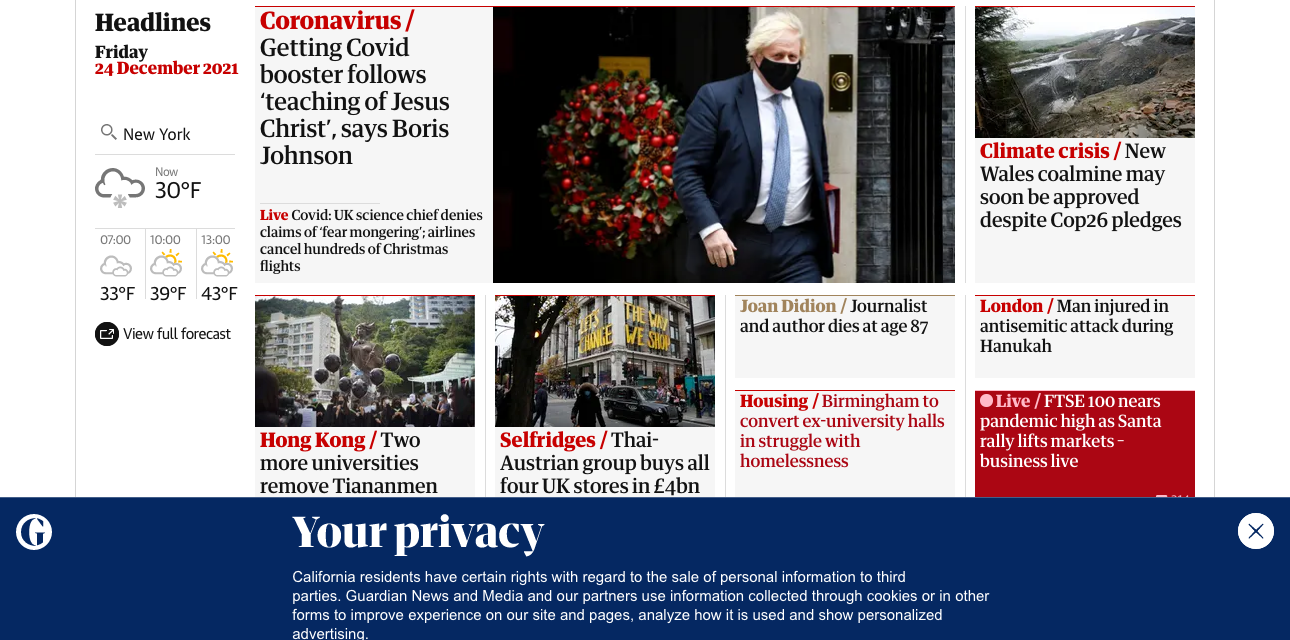 Headlines
Friday
24 December 2021
New York
Now
30°F
07:00
10:00
13:00
33°F
39°F
43°F
View full forecast
Coronavirus /
Getting Covid
booster follows
‘teaching of Jesus
Christ’, says Boris
Johnson
Live Covid: UK science chief denies
claims of ‘fear mongering’; airlines
cancel hundreds of Christmas
flights
Climate crisis / New
Wales coalmine may
soon be approved
despite Cop26 pledges
Hong Kong / Two
more universities
remove Tiananmen
LET'S
CHANGE
THE WAY
WE SHOP
Selfridges / Thai-
Austrian group buys all
four UK stores in £4bn
Joan Didion / Journalist
and author dies at age 87
Housing / Birmingham to
convert ex-university halls
in struggle with
homelessness
London / Man injured in
antisemitic attack during
Hanukah
Live / FTSE 100 nears
pandemic high as Santa
rally lifts markets –
business live
G
Your privacy
California residents have certain rights with regard to the sale of personal information to third
parties. Guardian News and Media and our partners use information collected through cookies or in other
forms to improve experience on our site and pages, analyze how it is used and show personalized
advertising.